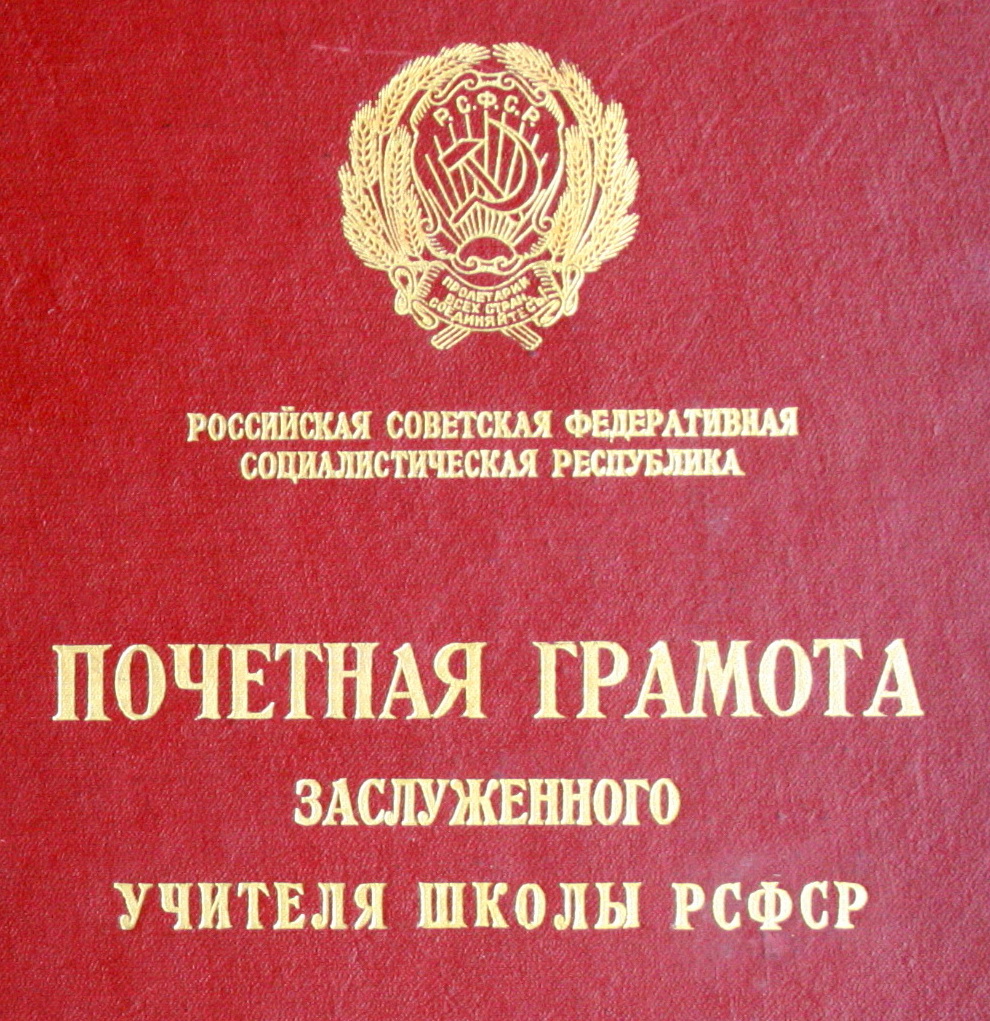 Р.С.Ф.С.Р.
ПРОЛЕТАРИИ
ВСЕХ СТРАН,
СОЕДИНЯЙТЕСЬ!
РОССИЙСКАЯ СОВЕТСКАЯ ФЕДЕРАТИВНАЯ
СОЦИАЛИСТИЧЕСКАЯ РЕСПУБЛИКА
ПОЧЕТНАЯ ГРАМОТА
ЗАСЛУЖЕННОГО
УЧИТЕЛЯ ШКОЛЫ РСФСР